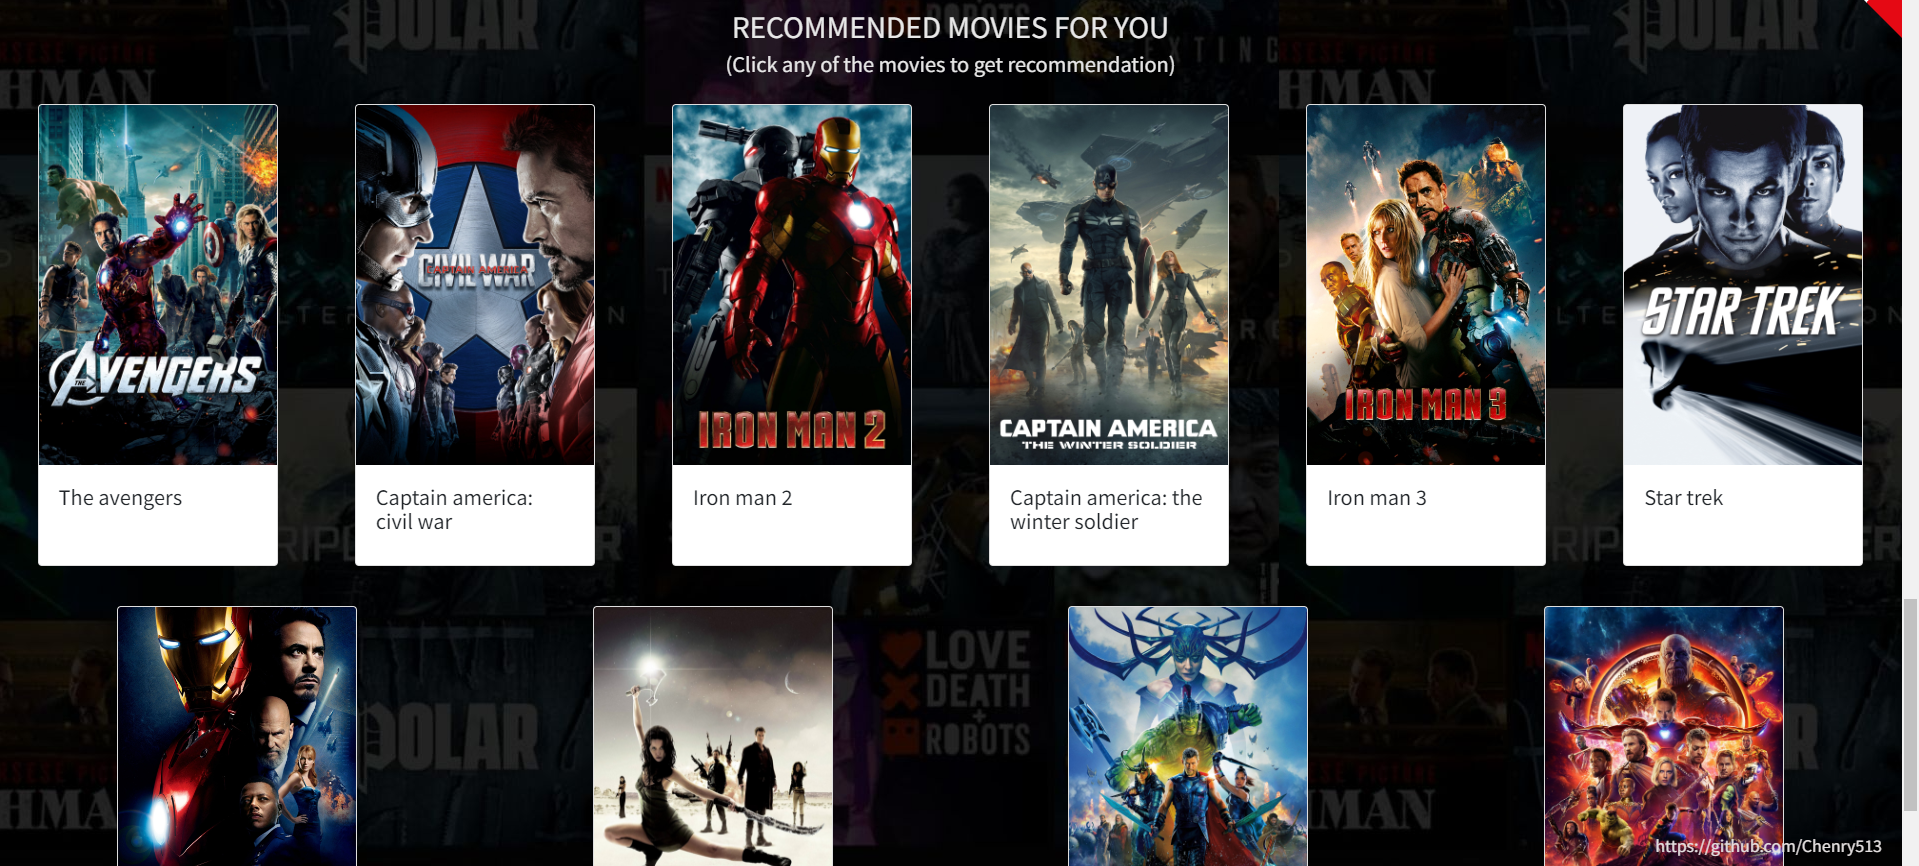 RECOMMENDED MOVIES FOR YOU
(Click any of the movies to get recommendation)
THE AVENGERS
CAPTAIN AMERICA
CIVIL WAR
IRON MAN 2
CAPTAIN AMERICA
THE WINTER SOLDIER
IRON MAN 3
STAR TREK
The avengers
Captain america:
civil war
Iron man 2
Captain america: the
winter soldier
Iron man 3
Star trek
POLAR
HMAN
LOVE
DEATH
+
ROBOTS
HMAN
https://github.com/Chenry513